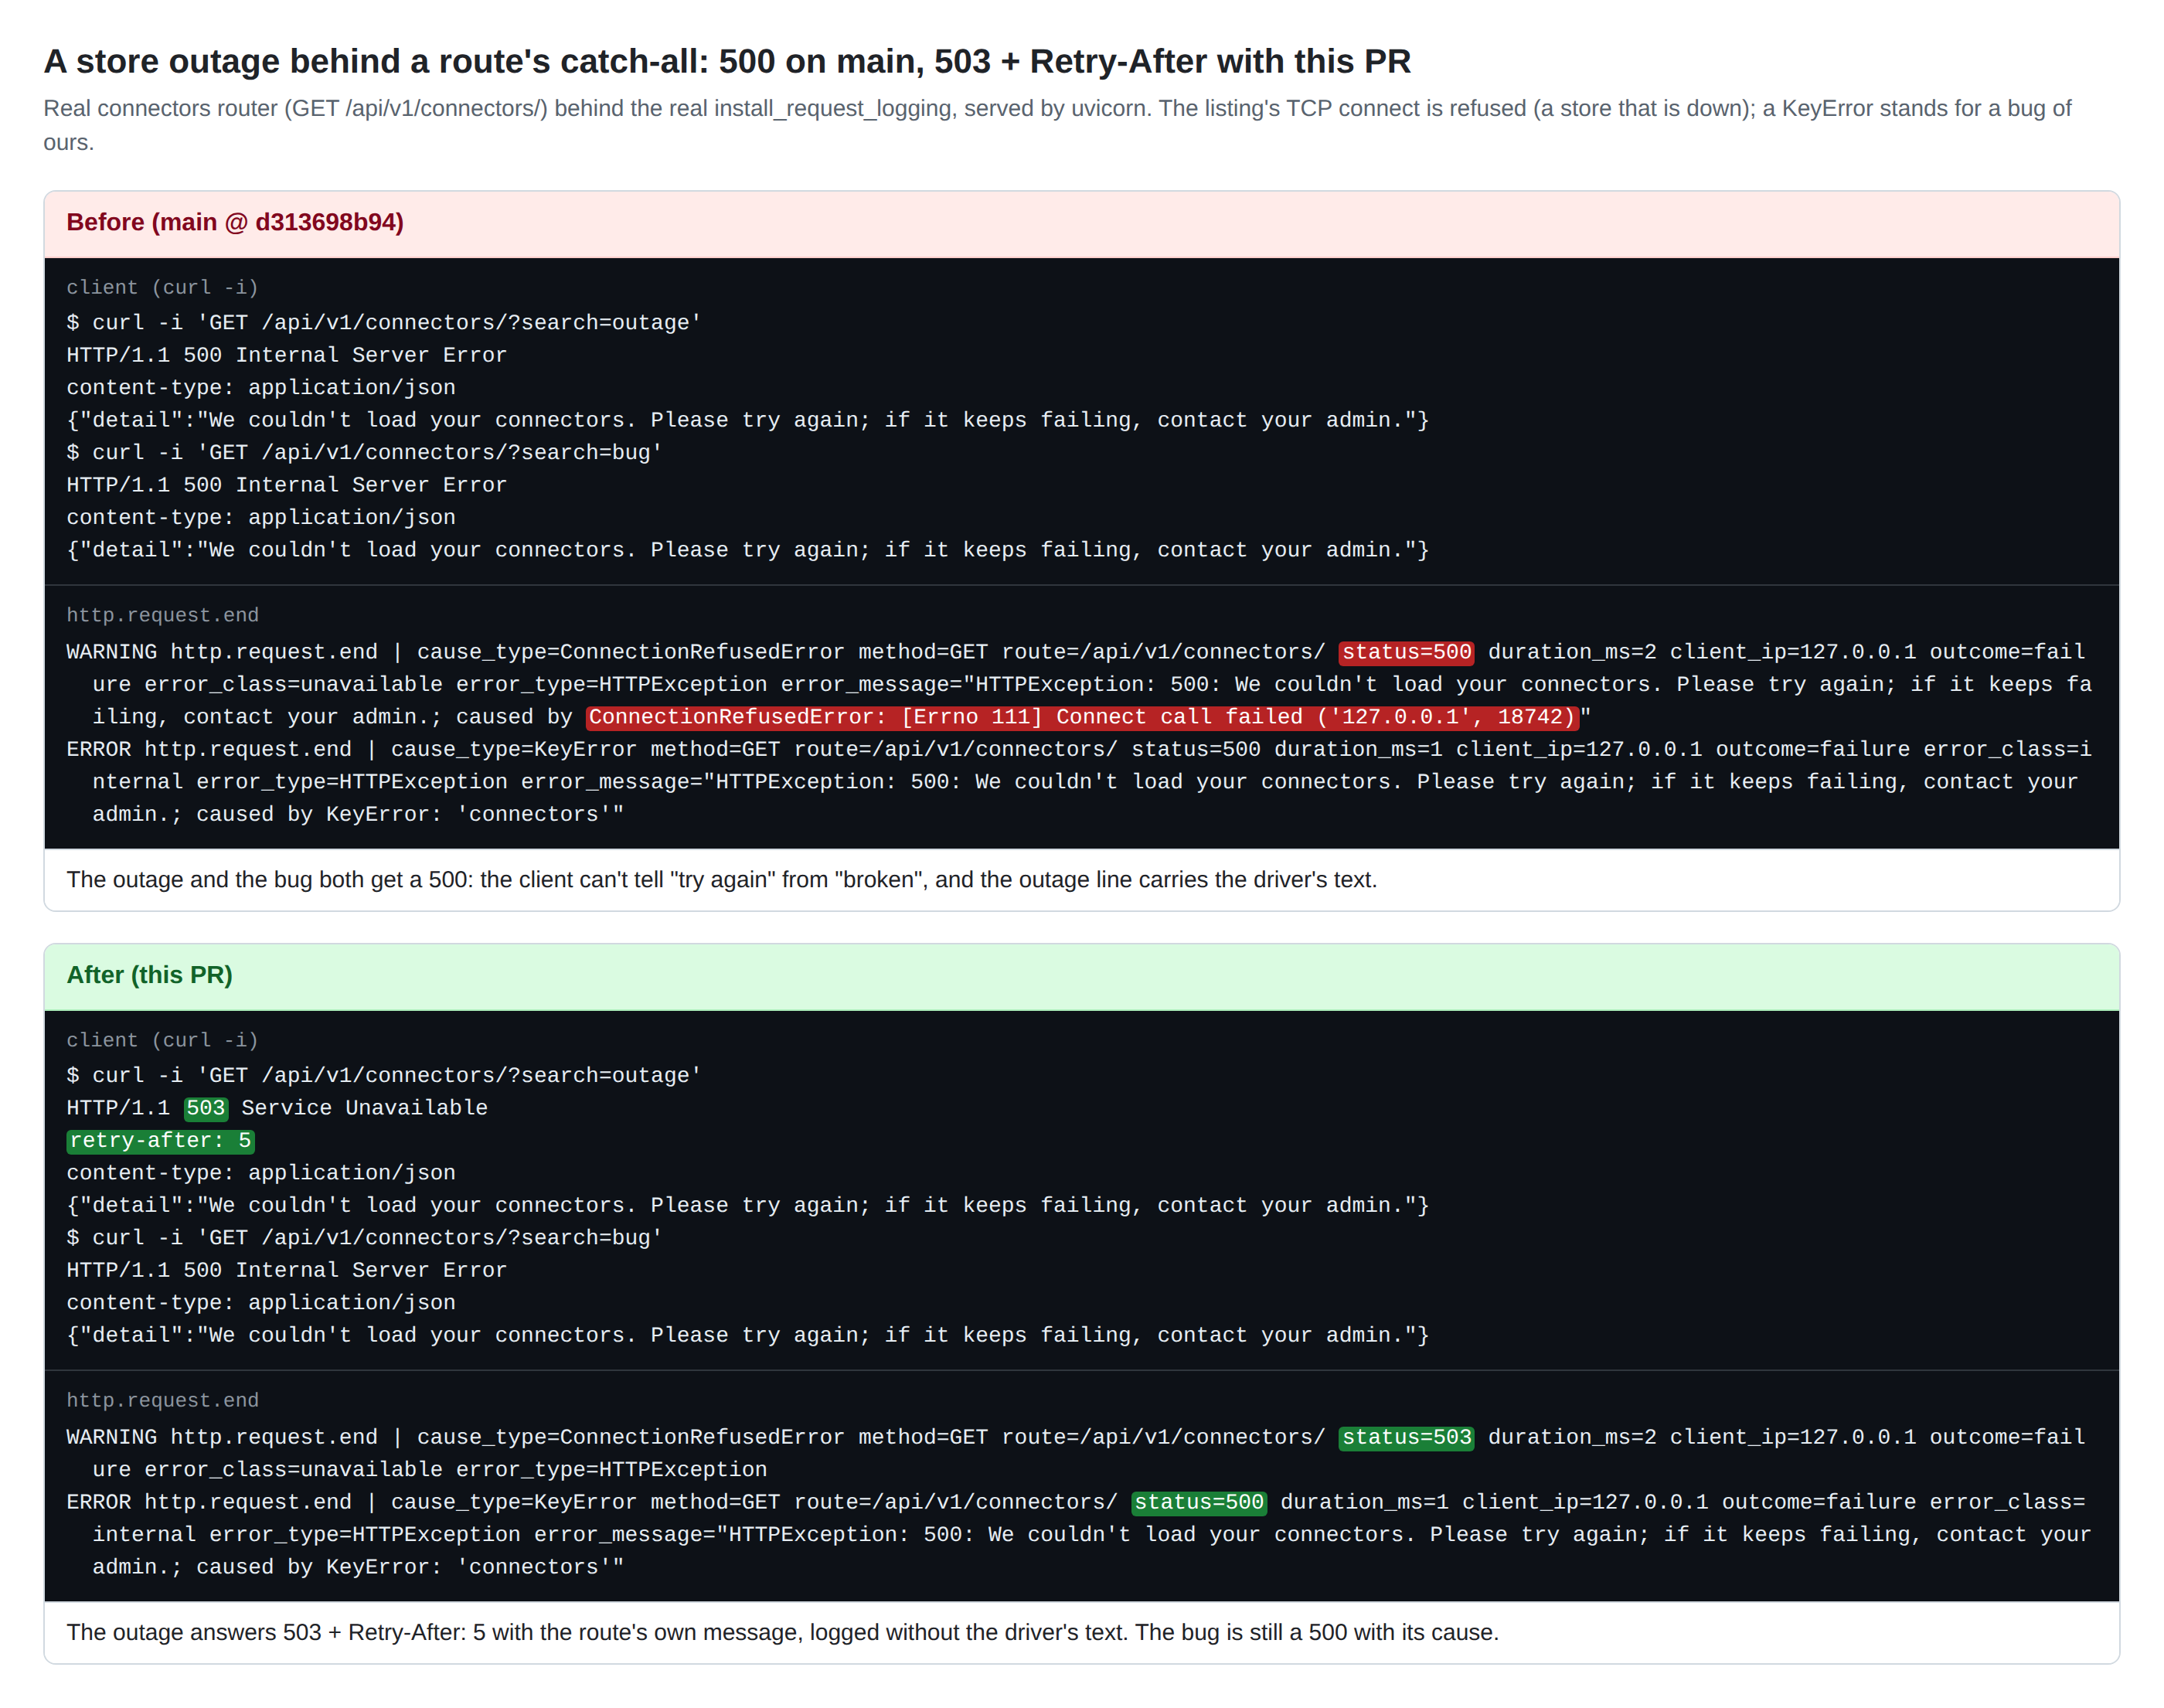 A store outage behind a route's catch-all: 500 on main, 503 + Retry-After with this PR
Real connectors router (GET /api/v1/connectors/) behind the real install_request_logging, served by uvicorn. The listing's TCP connect is refused (a store that is down); a KeyError stands for a bug of
ours.
Before (main @ d313698b94)
client (curl -i)
$ curl -i 'GET /api/v1/connectors/?search=outage'
HTTP/1.1 500 Internal Server Error
content-type: application/json
{"detail":"We couldn't load your connectors. Please try again; if it keeps failing, contact your admin."}
$ curl -i 'GET /api/v1/connectors/?search=bug'
HTTP/1.1 500 Internal Server Error
content-type: application/json
{"detail":"We couldn't load your connectors. Please try again; if it keeps failing, contact your admin."}
http.request.end
WARNING http.request.end | cause_type=ConnectionRefusedError method=GET route=/api/v1/connectors/ status=500 duration_ms=2 client_ip=127.0.0.1 outcome=fail
ure error_class=unavailable error_type=HTTPException error_message="HTTPException: 500: We couldn't load your connectors. Please try again; if it keeps fa
iling, contact your admin.; caused by ConnectionRefusedError: [Errno 111] Connect call failed ('127.0.0.1', 18742)"
ERROR http.request.end | cause_type=KeyError method=GET route=/api/v1/connectors/ status=500 duration_ms=1 client_ip=127.0.0.1 outcome=failure error_class=i
nternal error_type=HTTPException error_message="HTTPException: 500: We couldn't load your connectors. Please try again; if it keeps failing, contact your
admin.; caused by KeyError: 'connectors'"
The outage and the bug both get a 500: the client can't tell "try again" from "broken", and the outage line carries the driver's text.
After (this PR)
client (curl -i)
$ curl -i 'GET /api/v1/connectors/?search=outage'
HTTP/1.1 503 Service Unavailable
retry-after: 5
content-type: application/json
{"detail":"We couldn't load your connectors. Please try again; if it keeps failing, contact your admin."}
$ curl -i 'GET /api/v1/connectors/?search=bug'
HTTP/1.1 500 Internal Server Error
content-type: application/json
{"detail":"We couldn't load your connectors. Please try again; if it keeps failing, contact your admin."}
http.request.end
WARNING http.request.end | cause_type=ConnectionRefusedError method=GET route=/api/v1/connectors/ status=503 duration_ms=2 client_ip=127.0.0.1 outcome=fail
ure error_class=unavailable error_type=HTTPException
ERROR http.request.end | cause_type=KeyError method=GET route=/api/v1/connectors/ status=500 duration_ms=1 client_ip=127.0.0.1 outcome=failure error_class=
internal error_type=HTTPException error_message="HTTPException: 500: We couldn't load your connectors. Please try again; if it keeps failing, contact your
admin.; caused by KeyError: 'connectors'"
The outage answers 503 + Retry-After: 5 with the route's own message, logged without the driver's text. The bug is still a 500 with its cause.